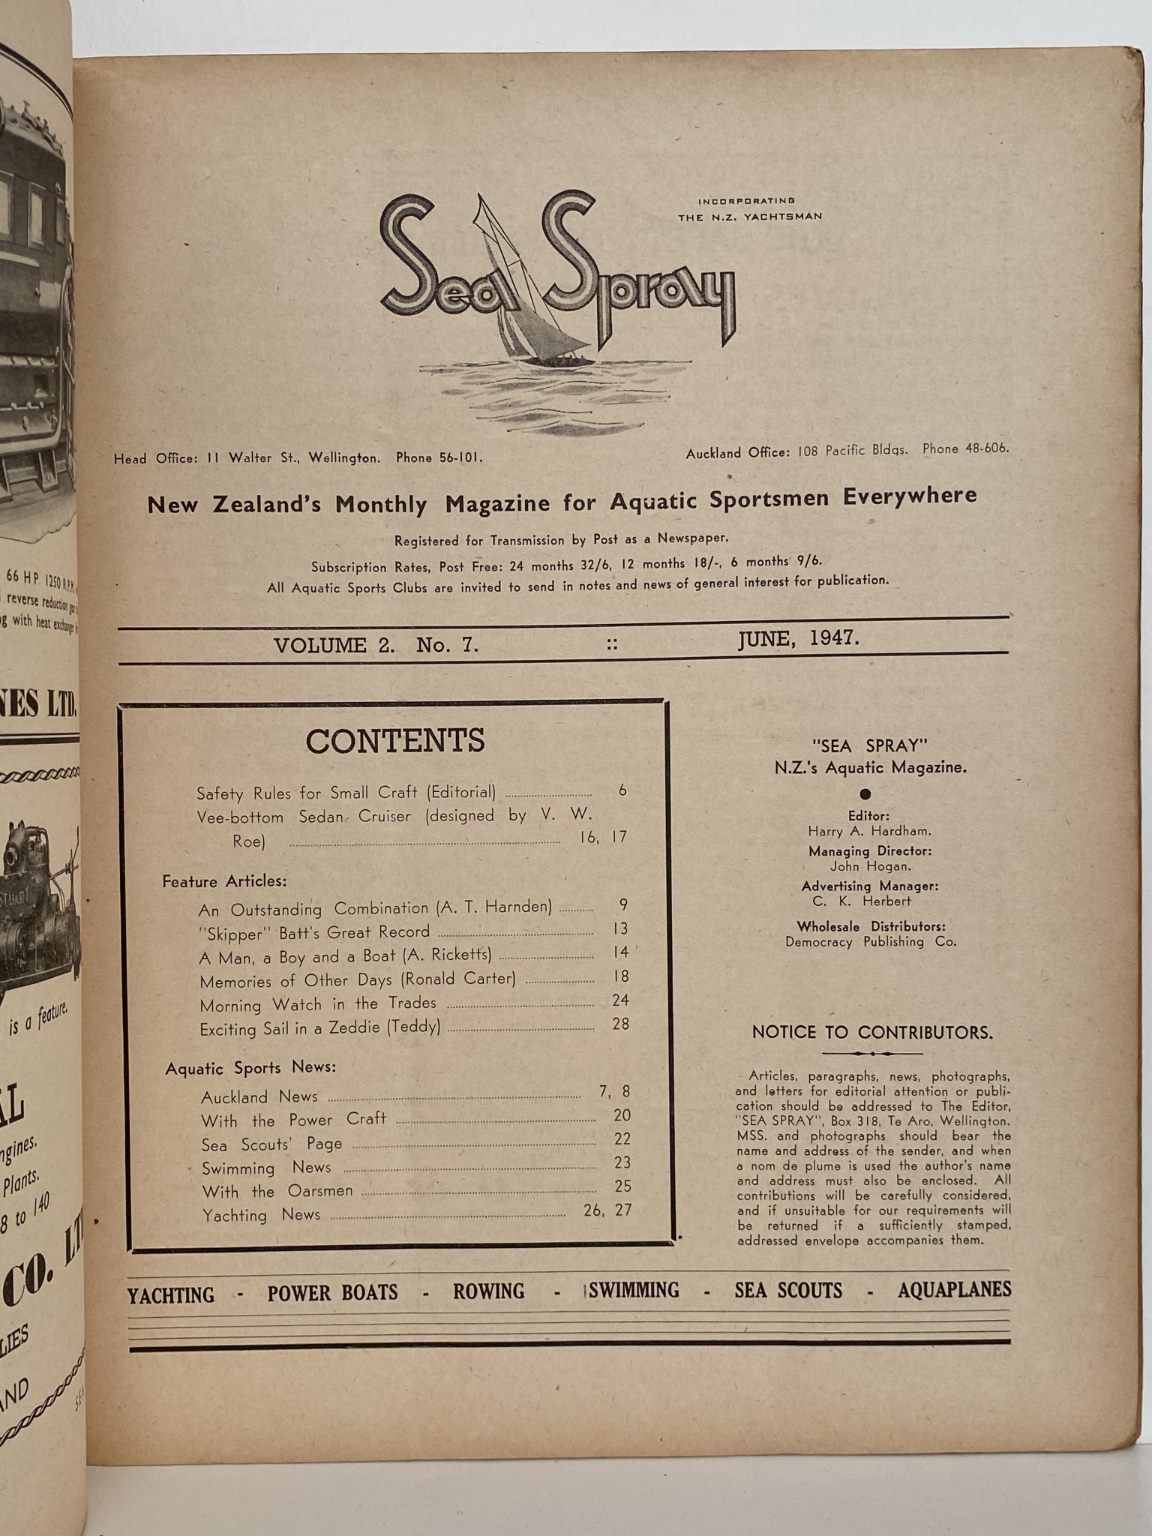 66 H.P. 1250 R.P.M.
reverse reduction
with heat exchanger
NES LTD.
STUART
is a feature.
AL
ngines.
Plants.
8 to 140
CO. LT
LIES
AND
Sea Spray
INCORPORATING
THE N.Z. YACHTSMAN
Head Office: 11 Walter St., Wellington. Phone 56-101.
Auckland Office: 108 Pacific Bldgs. Phone 48-606.
New Zealand's Monthly Magazine for Aquatic Sportsmen Everywhere
Registered for Transmission by Post as a Newspaper.
Subscription Rates, Post Free: 24 months 32/6, 12 months 18/-, 6 months 9/6.
All Aquatic Sports Clubs are invited to send in notes and news of general interest for publication.
VOLUME 2. No. 7. :: JUNE, 1947.
CONTENTS
Safety Rules for Small Craft (Editorial) 6
Vee-bottom Sedan Cruiser (designed by V. W.
Roe) 16, 17
Feature Articles:
An Outstanding Combination (A. T. Harnden) 9
"Skipper" Batt's Great Record 13
A Man, a Boy and a Boat (A. Ricketts) 14
Memories of Other Days (Ronald Carter) 18
Morning Watch in the Trades 24
Exciting Sail in a Zeddie (Teddy) 28
Aquatic Sports News:
Auckland News 7, 8
With the Power Craft 20
Sea Scouts' Page 22
Swimming News 23
With the Oarsmen 25
Yachting News 26, 27
"SEA SPRAY"
N.Z.'s Aquatic Magazine.
Editor:
Harry A. Hardham.
Managing Director:
John Hogan.
Advertising Manager:
C. K. Herbert
Wholesale Distributors:
Democracy Publishing Co.
NOTICE TO CONTRIBUTORS.
Articles, paragraphs, news, photographs,
and letters for editorial attention or publi-
cation should be addressed to The Editor,
"SEA SPRAY", Box 318, Te Aro, Wellington.
MSS. and photographs should bear the
name and address of the sender, and when
a nom de plume is used the author's name
and address must also be enclosed. All
contributions will be carefully considered,
and if unsuitable for our requirements will
be returned if a sufficiently stamped,
addressed envelope accompanies them.
YACHTING - POWER BOATS - ROWING - SWIMMING - SEA SCOUTS - AQUAPLANES